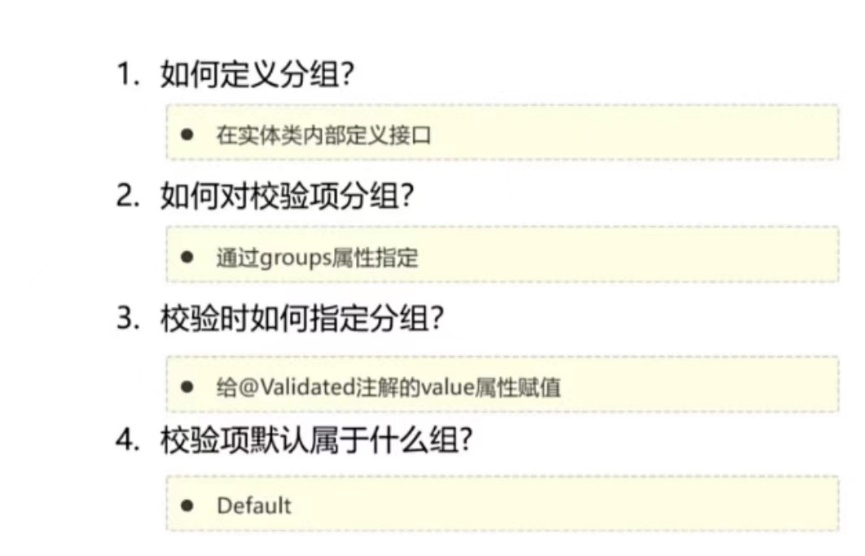 1. 如何定义分组?
● 在实体类内部定义接口
2. 如何对校验项分组?
● 通过groups属性指定
3. 校验时如何指定分组?
● 给@Validated注解的value属性赋值
4. 校验项默认属于什么组?
● Default